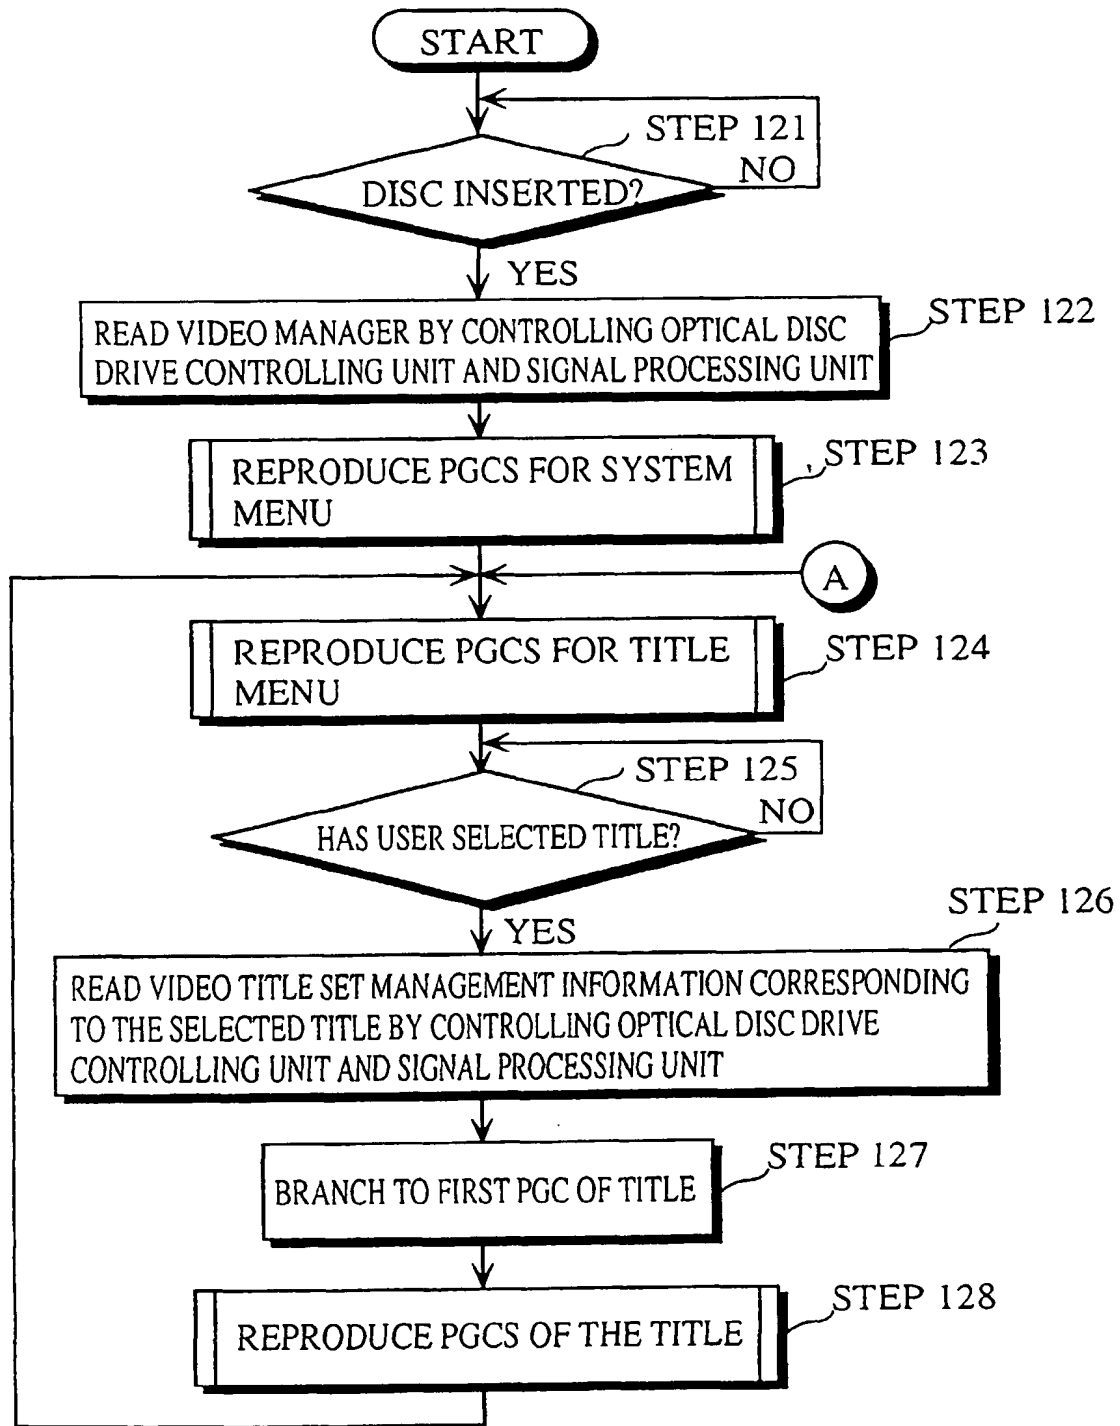 START
STEP 121
NO
DISC INSERTED?
YES
STEP 122
READ VIDEO MANAGER BY CONTROLLING OPTICAL DISC
DRIVE CONTROLLING UNIT AND SIGNAL PROCESSING UNIT
STEP 123
REPRODUCE PGCS FOR SYSTEM
MENU
A
REPRODUCE PGCS FOR TITLE
MENU
STEP 124
STEP 125
NO
HAS USER SELECTED TITLE?
YES
STEP 126
READ VIDEO TITLE SET MANAGEMENT INFORMATION CORRESPONDING
TO THE SELECTED TITLE BY CONTROLLING OPTICAL DISC DRIVE
CONTROLLING UNIT AND SIGNAL PROCESSING UNIT
STEP 127
BRANCH TO FIRST PGC OF TITLE
STEP 128
REPRODUCE PGCS OF THE TITLE